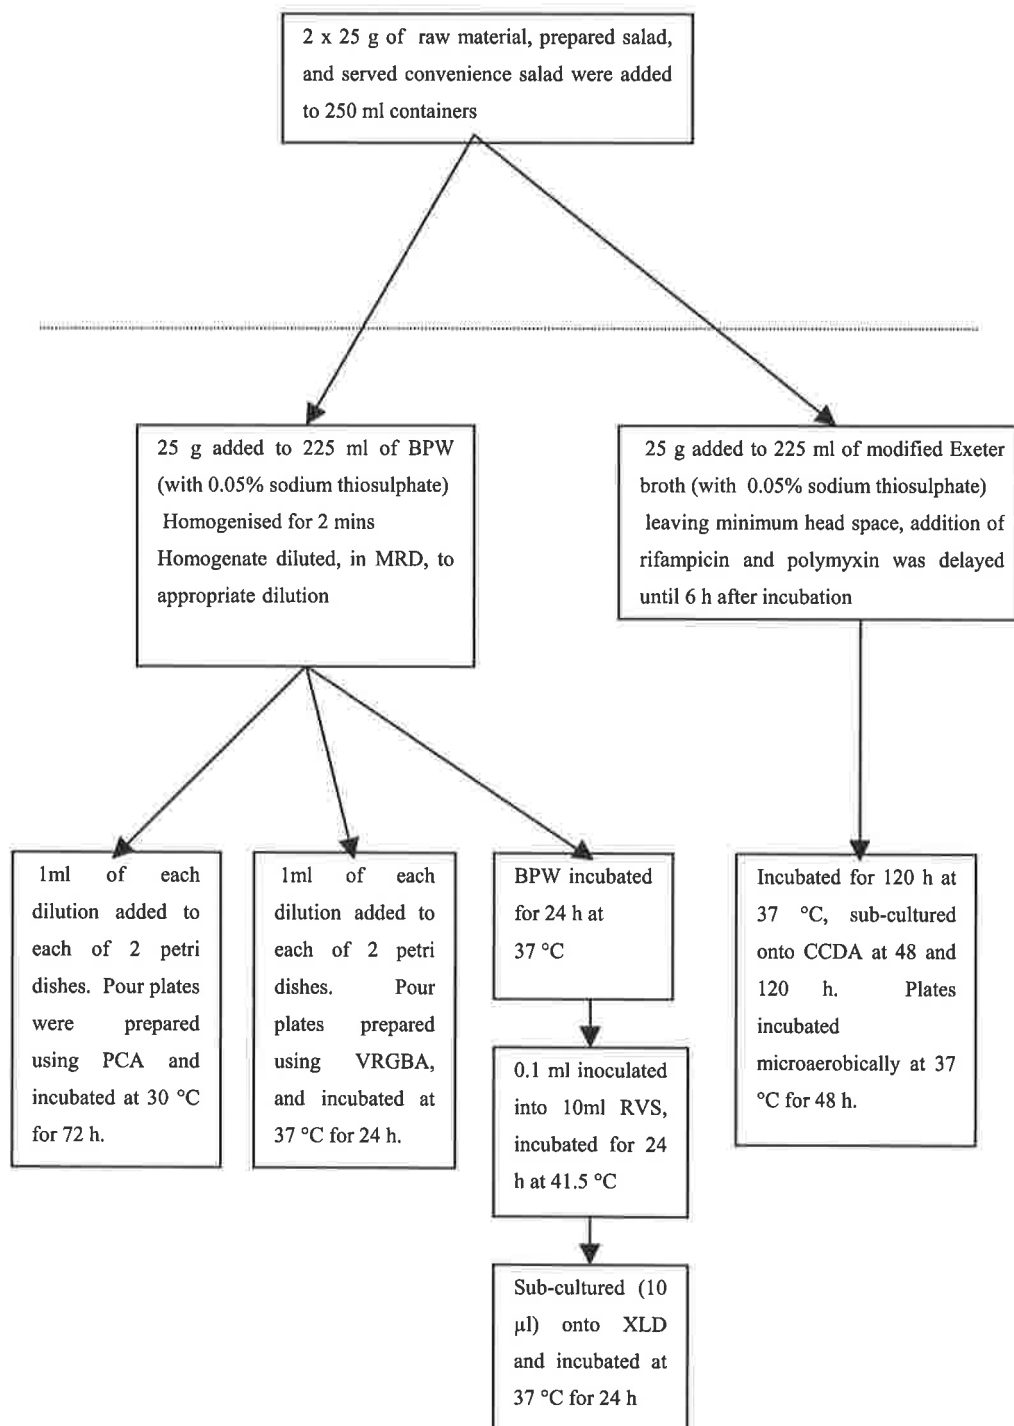 2 x 25 g of raw material, prepared salad,
and served convenience salad were added
to 250 ml containers
25 g added to 225 ml of BPW
(with 0.05% sodium thiosulphate)
Homogenised for 2 mins
Homogenate diluted, in MRD, to
appropriate dilution
25 g added to 225 ml of modified Exeter
broth (with 0.05% sodium thiosulphate)
leaving minimum head space, addition of
rifampicin and polymyxin was delayed
until 6 h after incubation
1ml of each
dilution added to
each of 2 petri
dishes. Pour plates
were prepared
using PCA and
incubated at 30 °C
for 72 h.
1ml of each
dilution added to
each of 2 petri
dishes. Pour
plates prepared
using VRGBA,
and incubated at
37 °C for 24 h.
BPW incubated
for 24 h at
37 °C
0.1 ml inoculated
into 10ml RVS,
incubated for 24
h at 41.5 °C
Sub-cultured (10
µl) onto XLD
and incubated at
37 °C for 24 h
Incubated for 120 h at
37 °C, sub-cultured
onto CCDA at 48 and
120 h. Plates
incubated
microaerobically at 37
°C for 48 h.